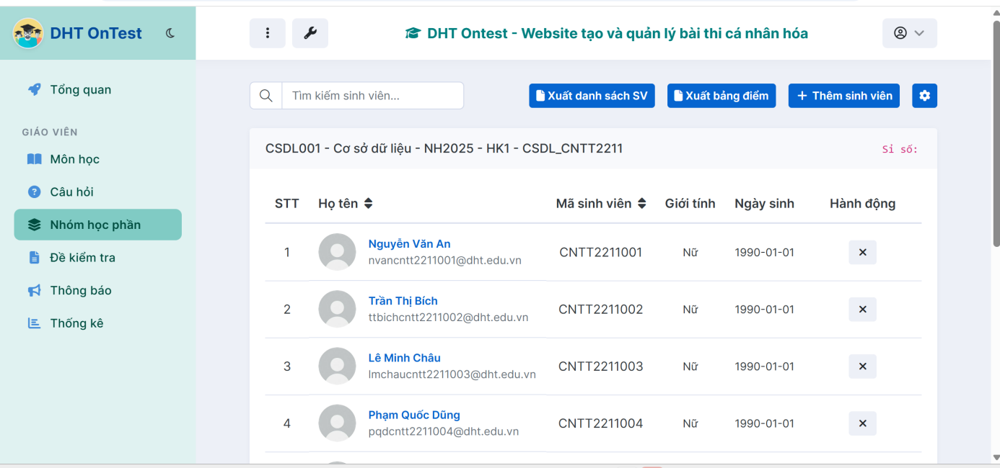 DHT OnTest
DHT Ontest - Website tạo và quản lý bài thi cá nhân hóa
Tổng quan
GIÁO VIÊN
Môn học
Câu hỏi
Nhóm học phần
Đề kiểm tra
Thông báo
Thống kê
Tìm kiếm sinh viên...
Xuất danh sách SV
Xuất bảng điểm
+ Thêm sinh viên
CSDL001 - Cơ sở dữ liệu - NH2025 - HK1 - CSDL_CNTT2211
Sỉ số:
STT Họ tên Mã sinh viên Giới tính Ngày sinh Hành động
1 Nguyễn Văn An CNTT2211001 Nữ 1990-01-01
nvancntt2211001@dht.edu.vn
2 Trần Thị Bích CNTT2211002 Nữ 1990-01-01
ttbichcntt2211002@dht.edu.vn
3 Lê Minh Châu CNTT2211003 Nữ 1990-01-01
lmchaucntt2211003@dht.edu.vn
4 Phạm Quốc Dũng CNTT2211004 Nữ 1990-01-01
pqdcntt2211004@dht.edu.vn